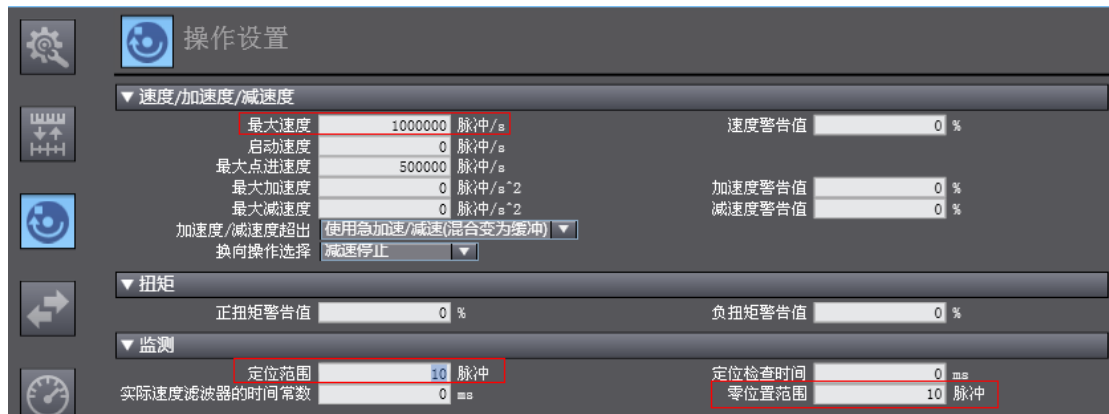 操作设置
▼ 速度/加速度/减速度
最大速度 1000000 脉冲/s 速度警告值 0 %
启动速度 0 脉冲/s
最大点进速度 500000 脉冲/s
最大加速度 0 脉冲/s^2 加速度警告值 0 %
最大减速度 0 脉冲/s^2 减速度警告值 0 %
加速度/减速度超出 使用急加速/减速(混合变为缓冲) ▼
换向操作选择 减速停止 ▼
▼ 扭矩
正扭矩警告值 0 % 负扭矩警告值 0 %
▼ 监测
定位范围 10 脉冲 定位检查时间 0 ms
实际速度滤波器的时间常数 0 ms 零位置范围 10 脉冲